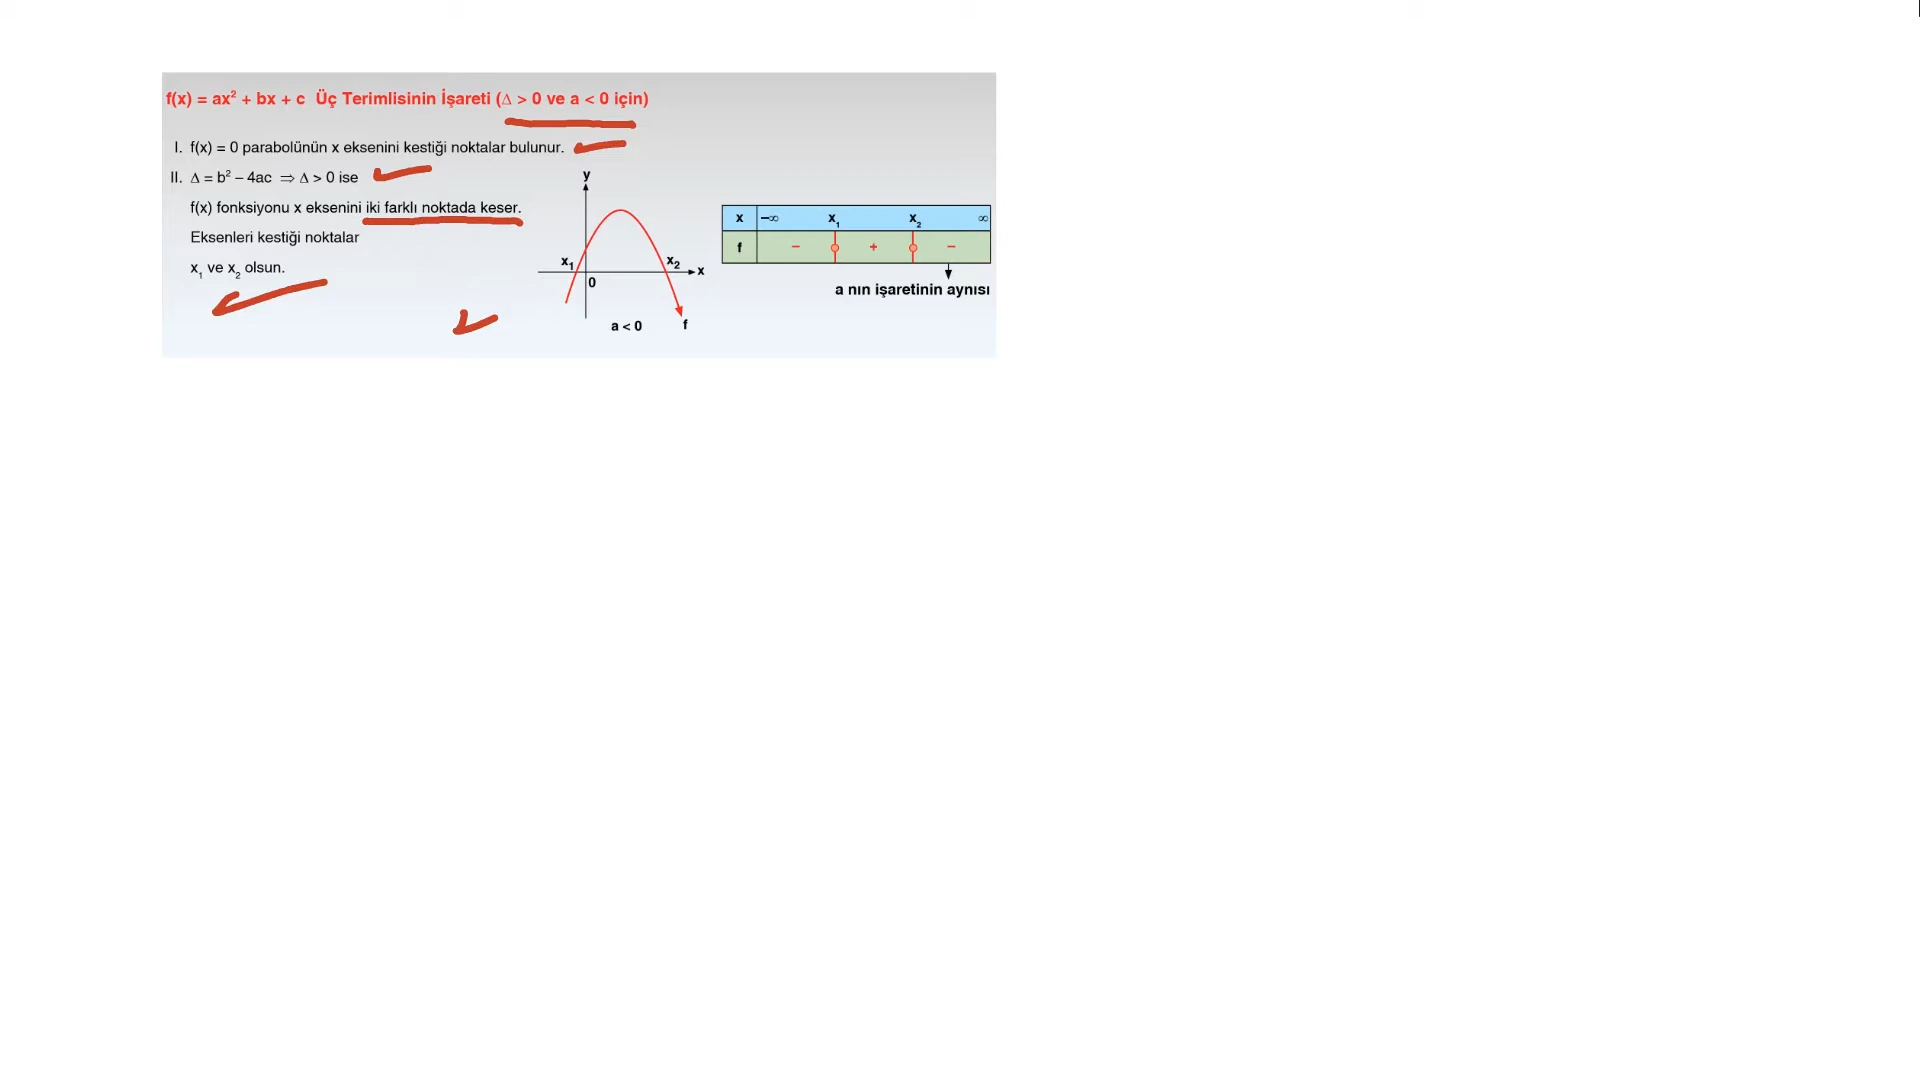 f(x) = ax² + bx + c Üç Terimlisinin İşareti (Δ > 0 ve a < 0 için)
I. f(x) = 0 parabolünün x eksenini kestiği noktalar bulunur.
II. Δ = b² – 4ac ⇒ Δ > 0 ise
f(x) fonksiyonu x eksenini iki farklı noktada keser.
Eksenleri kestiği noktalar
x₁ ve x₂ olsun.
y
x₁
x₂
x
0
a < 0
f
x –∞ x₁ x₂ ∞
f – + –
a nın işaretinin aynısı